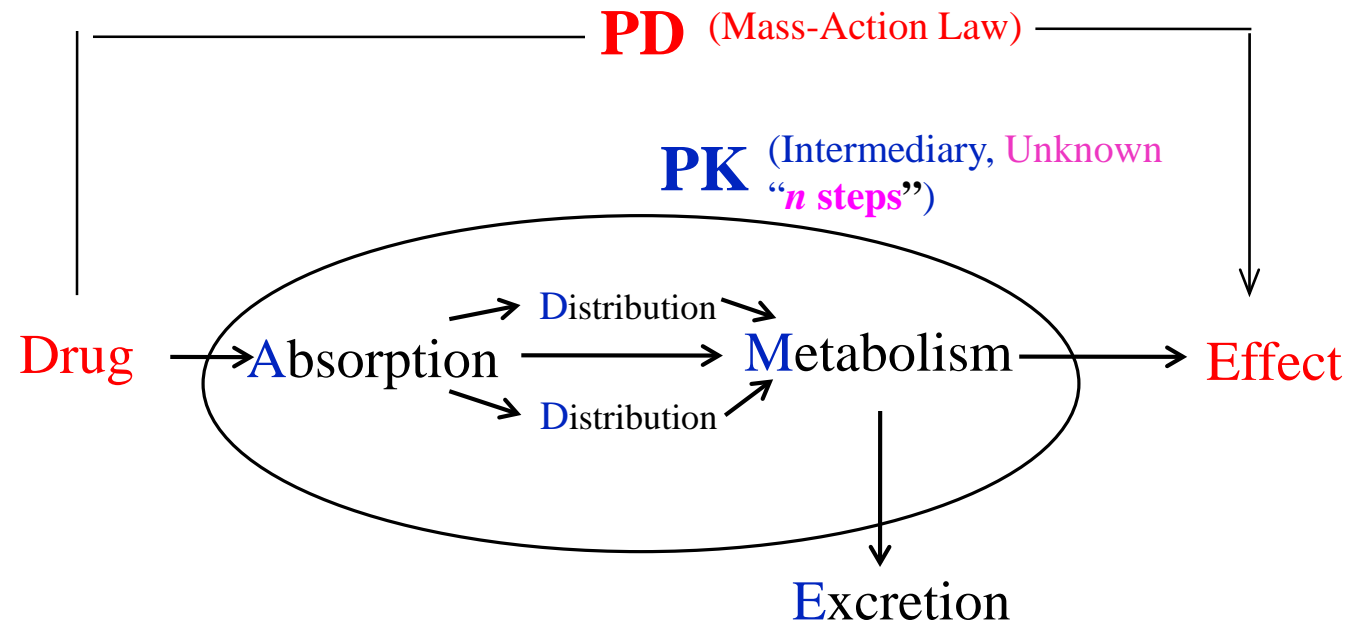 PD (Mass-Action Law)
PK (Intermediary, Unknown
“n steps”)
Distribution
Drug Absorption Metabolism Effect
Distribution
Excretion